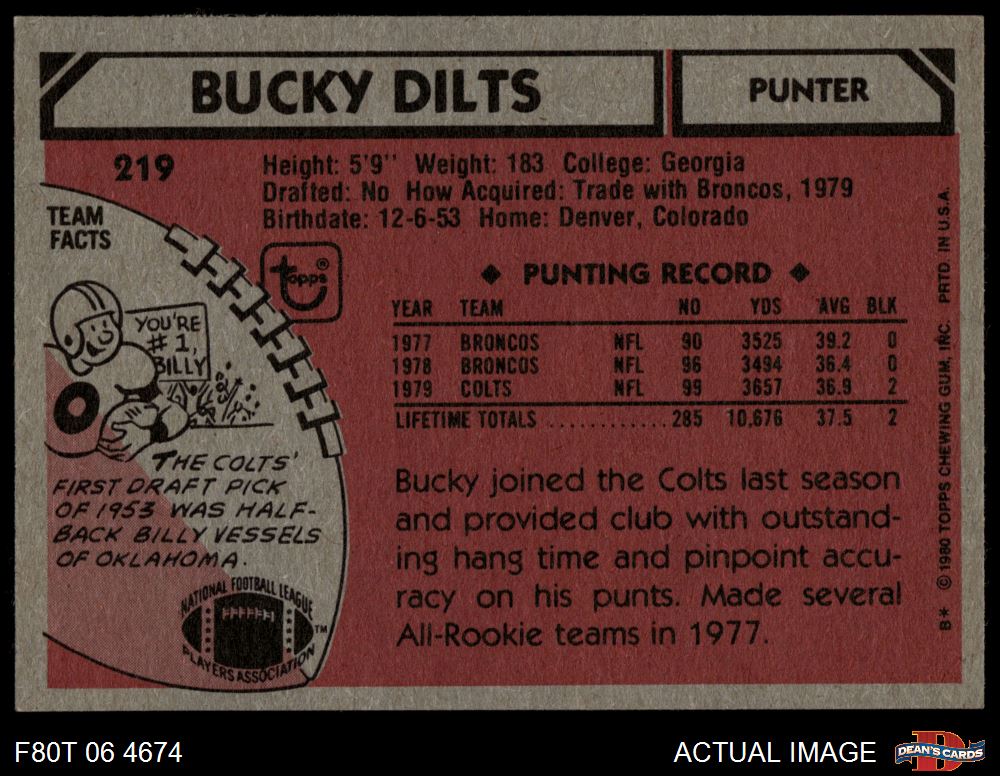 BUCKY DILTS
PUNTER
219
Height: 5'9" Weight: 183 College: Georgia
Drafted: No How Acquired: Trade with Broncos, 1979
Birthdate: 12-6-53 Home: Denver, Colorado
TEAM
FACTS
topps®
YOU'RE
# 1,
BILLY
THE COLTS'
FIRST DRAFT PICK
OF 1953 WAS HALF-
BACK BILLY VESSELS
OF OKLAHOMA.
NATIONAL FOOTBALL LEAGUE
PLAYERS ASSOCIATION
TM
◆ PUNTING RECORD ◆
YEAR TEAM NO YDS AVG BLK
1977 BRONCOS NFL 90 3525 39.2 0
1978 BRONCOS NFL 96 3494 36.4 0
1979 COLTS NFL 99 3657 36.9 2
LIFETIME TOTALS ............ 285 10,676 37.5 2
Bucky joined the Colts last season
and provided club with outstand-
ing hang time and pinpoint accu-
racy on his punts. Made several
All-Rookie teams in 1977.
B* © 1980 TOPPS CHEWING GUM, INC. PRTD. IN U.S.A.
F80T 06 4674
ACTUAL IMAGE
DEAN'S CARDS